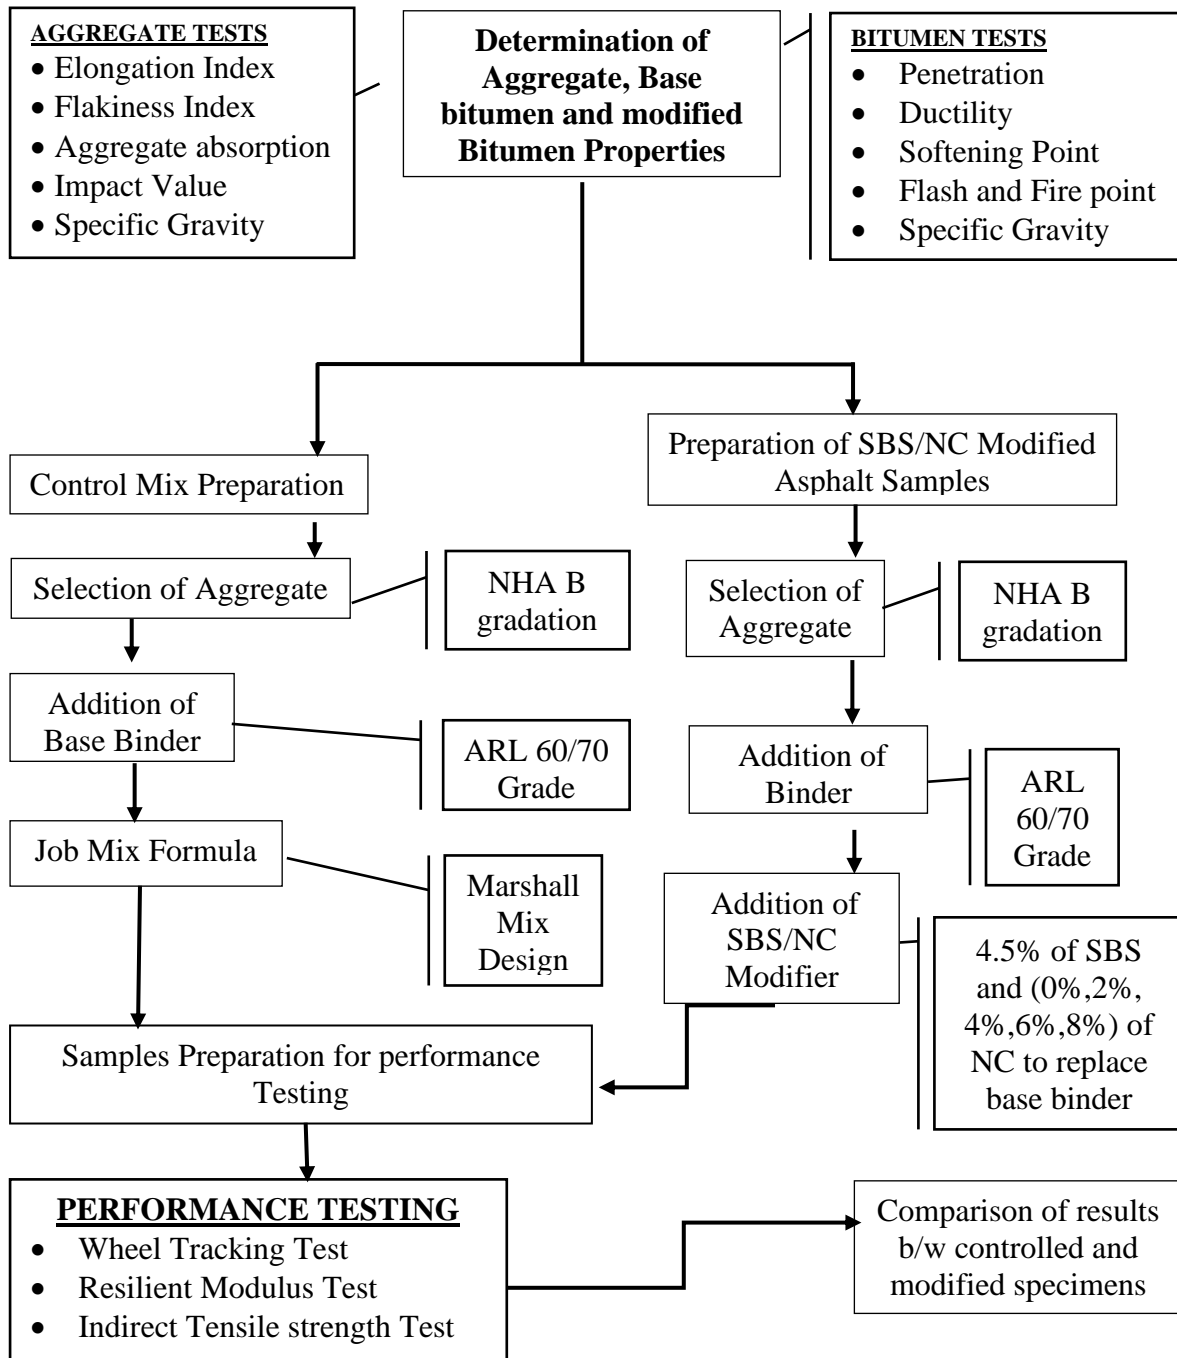 AGGREGATE TESTS
• Elongation Index
• Flakiness Index
• Aggregate absorption
• Impact Value
• Specific Gravity
Determination of
Aggregate, Base
bitumen and modified
Bitumen Properties
BITUMEN TESTS
• Penetration
• Ductility
• Softening Point
• Flash and Fire point
• Specific Gravity
Control Mix Preparation
Preparation of SBS/NC Modified
Asphalt Samples
Selection of Aggregate
NHA B
gradation
Selection of
Aggregate
NHA B
gradation
Addition of
Base Binder
ARL 60/70
Grade
Addition of
Binder
ARL
60/70
Grade
Job Mix Formula
Marshall
Mix
Design
Addition of
SBS/NC
Modifier
4.5% of SBS
and (0%,2%,
4%,6%,8%) of
NC to replace
base binder
Samples Preparation for performance
Testing
PERFORMANCE TESTING
• Wheel Tracking Test
• Resilient Modulus Test
• Indirect Tensile strength Test
Comparison of results
b/w controlled and
modified specimens